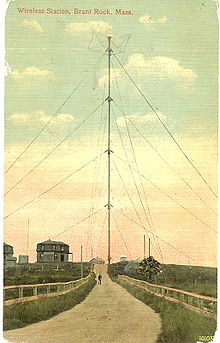 Wireless Station, Brant Rock, Mass.